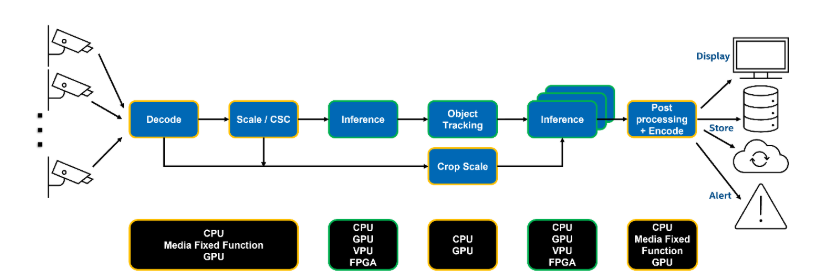 Display
Decode
Scale / CSC
Inference
Object
Tracking
Inference
Post
processing
+ Encode
Store
Crop Scale
Alert
CPU
Media Fixed Function
GPU
CPU
GPU
VPU
FPGA
CPU
GPU
CPU
GPU
VPU
FPGA
CPU
Media Fixed
Function
GPU